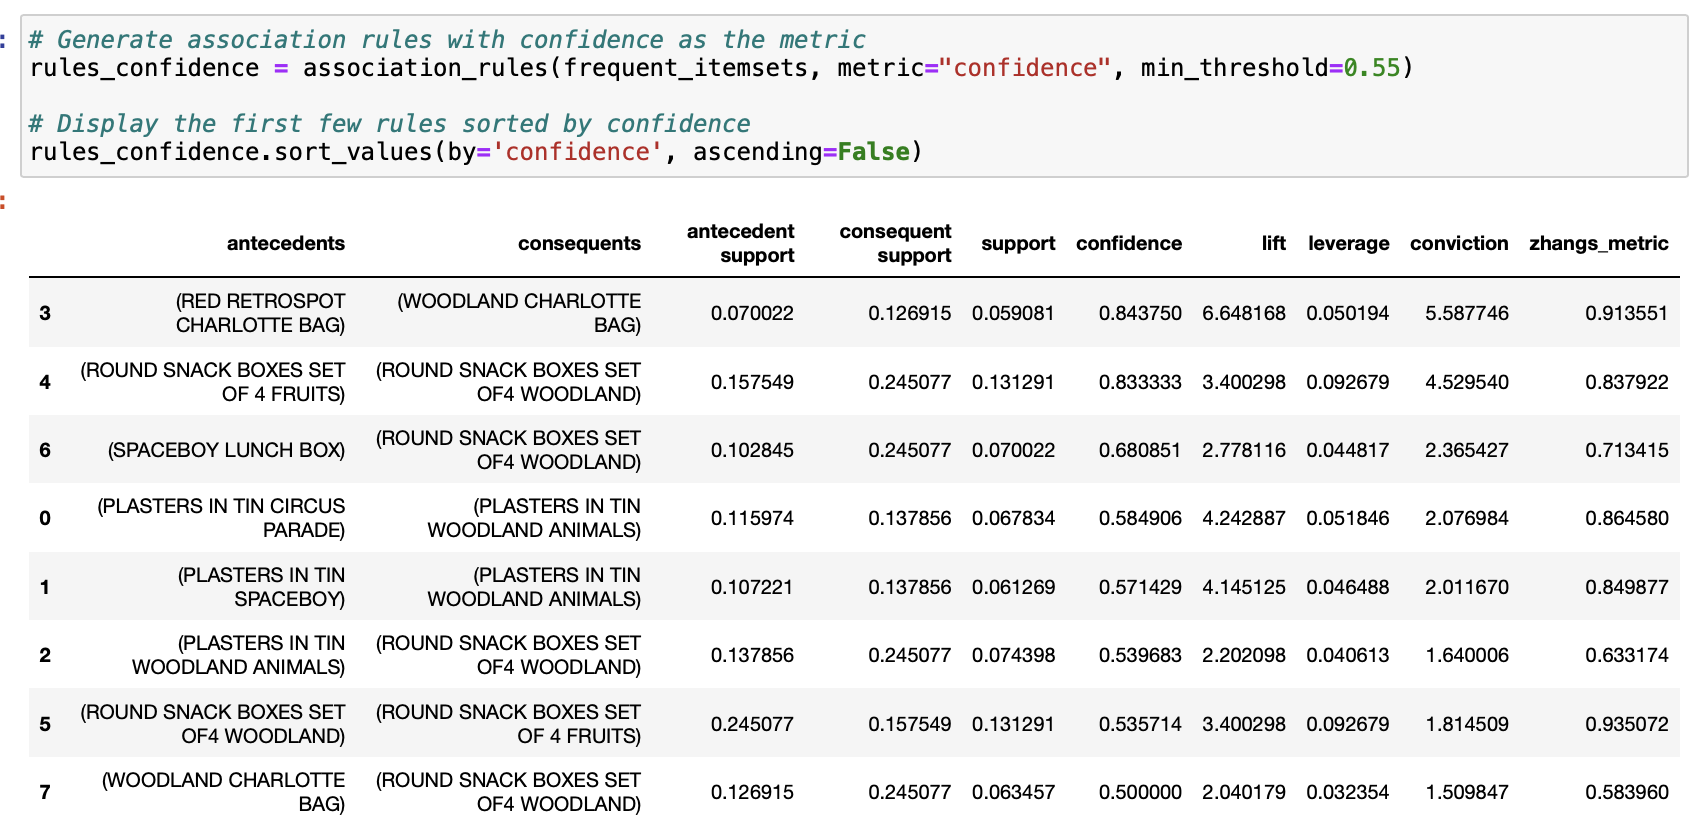 :
# Generate association rules with confidence as the metric
rules_confidence = association_rules(frequent_itemsets, metric="confidence", min_threshold=0.55)
# Display the first few rules sorted by confidence
rules_confidence.sort_values(by='confidence', ascending=False)
:
antecedents consequents antecedent support consequent support support confidence lift leverage conviction zhangs_metric
3 (RED RETROSPOT CHARLOTTE BAG) (WOODLAND CHARLOTTE BAG) 0.070022 0.126915 0.059081 0.843750 6.648168 0.050194 5.587746 0.913551
4 (ROUND SNACK BOXES SET OF 4 FRUITS) (ROUND SNACK BOXES SET OF4 WOODLAND) 0.157549 0.245077 0.131291 0.833333 3.400298 0.092679 4.529540 0.837922
6 (SPACEBOY LUNCH BOX) (ROUND SNACK BOXES SET OF4 WOODLAND) 0.102845 0.245077 0.070022 0.680851 2.778116 0.044817 2.365427 0.713415
0 (PLASTERS IN TIN CIRCUS PARADE) (PLASTERS IN TIN WOODLAND ANIMALS) 0.115974 0.137856 0.067834 0.584906 4.242887 0.051846 2.076984 0.864580
1 (PLASTERS IN TIN SPACEBOY) (PLASTERS IN TIN WOODLAND ANIMALS) 0.107221 0.137856 0.061269 0.571429 4.145125 0.046488 2.011670 0.849877
2 (PLASTERS IN TIN WOODLAND ANIMALS) (ROUND SNACK BOXES SET OF4 WOODLAND) 0.137856 0.245077 0.074398 0.539683 2.202098 0.040613 1.640006 0.633174
5 (ROUND SNACK BOXES SET OF4 WOODLAND) (ROUND SNACK BOXES SET OF 4 FRUITS) 0.245077 0.157549 0.131291 0.535714 3.400298 0.092679 1.814509 0.935072
7 (WOODLAND CHARLOTTE BAG) (ROUND SNACK BOXES SET OF4 WOODLAND) 0.126915 0.245077 0.063457 0.500000 2.040179 0.032354 1.509847 0.583960